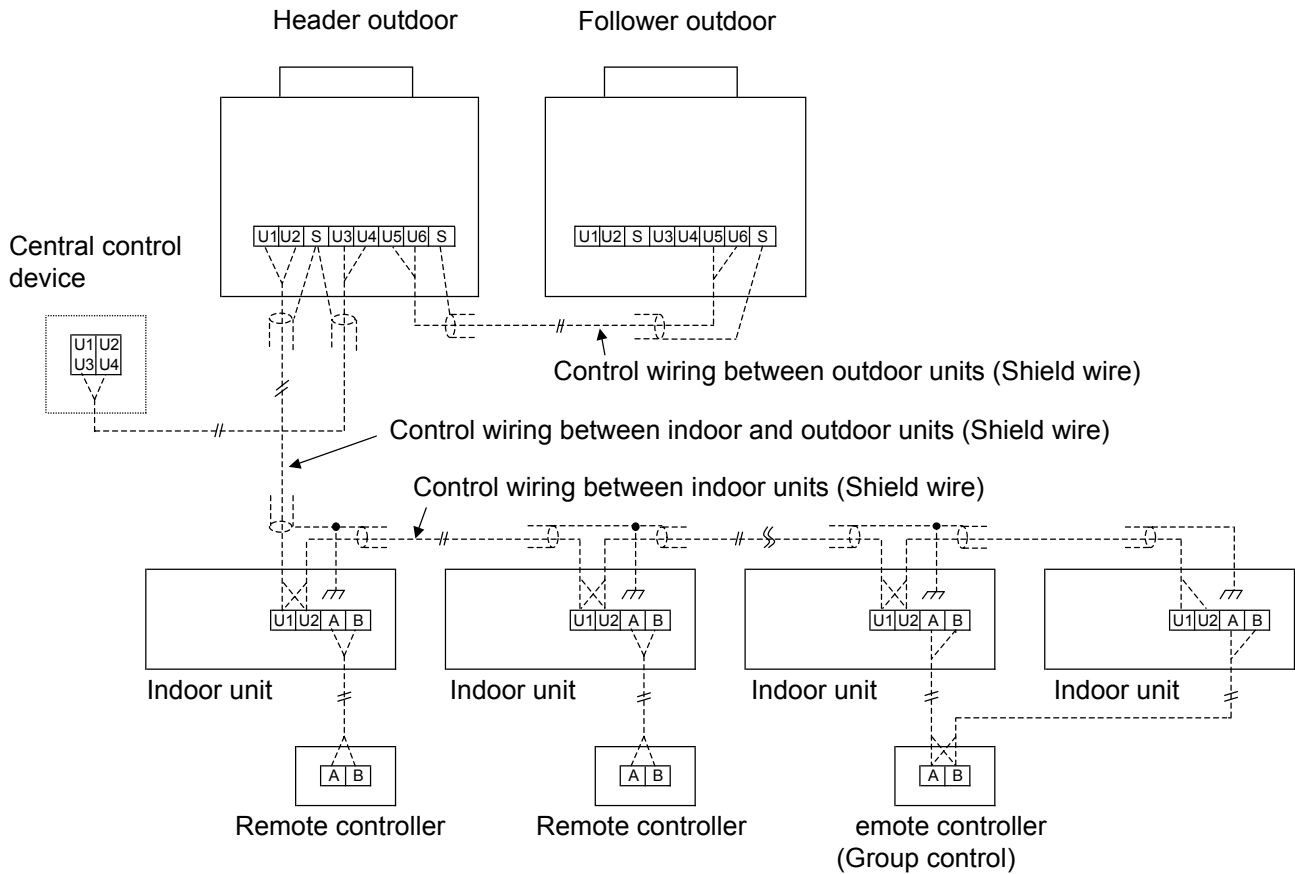 Header outdoor
Follower outdoor
U1 U2 S U3 U4 U5 U6 S
U1 U2 S U3 U4 U5 U6 S
Central control
device
U1 U2
U3 U4
Control wiring between outdoor units (Shield wire)
Control wiring between indoor and outdoor units (Shield wire)
Control wiring between indoor units (Shield wire)
U1 U2 A B
U1 U2 A B
U1 U2 A B
U1 U2 A B
Indoor unit
Indoor unit
Indoor unit
Indoor unit
A B
A B
A B
Remote controller
Remote controller
emote controller
(Group control)